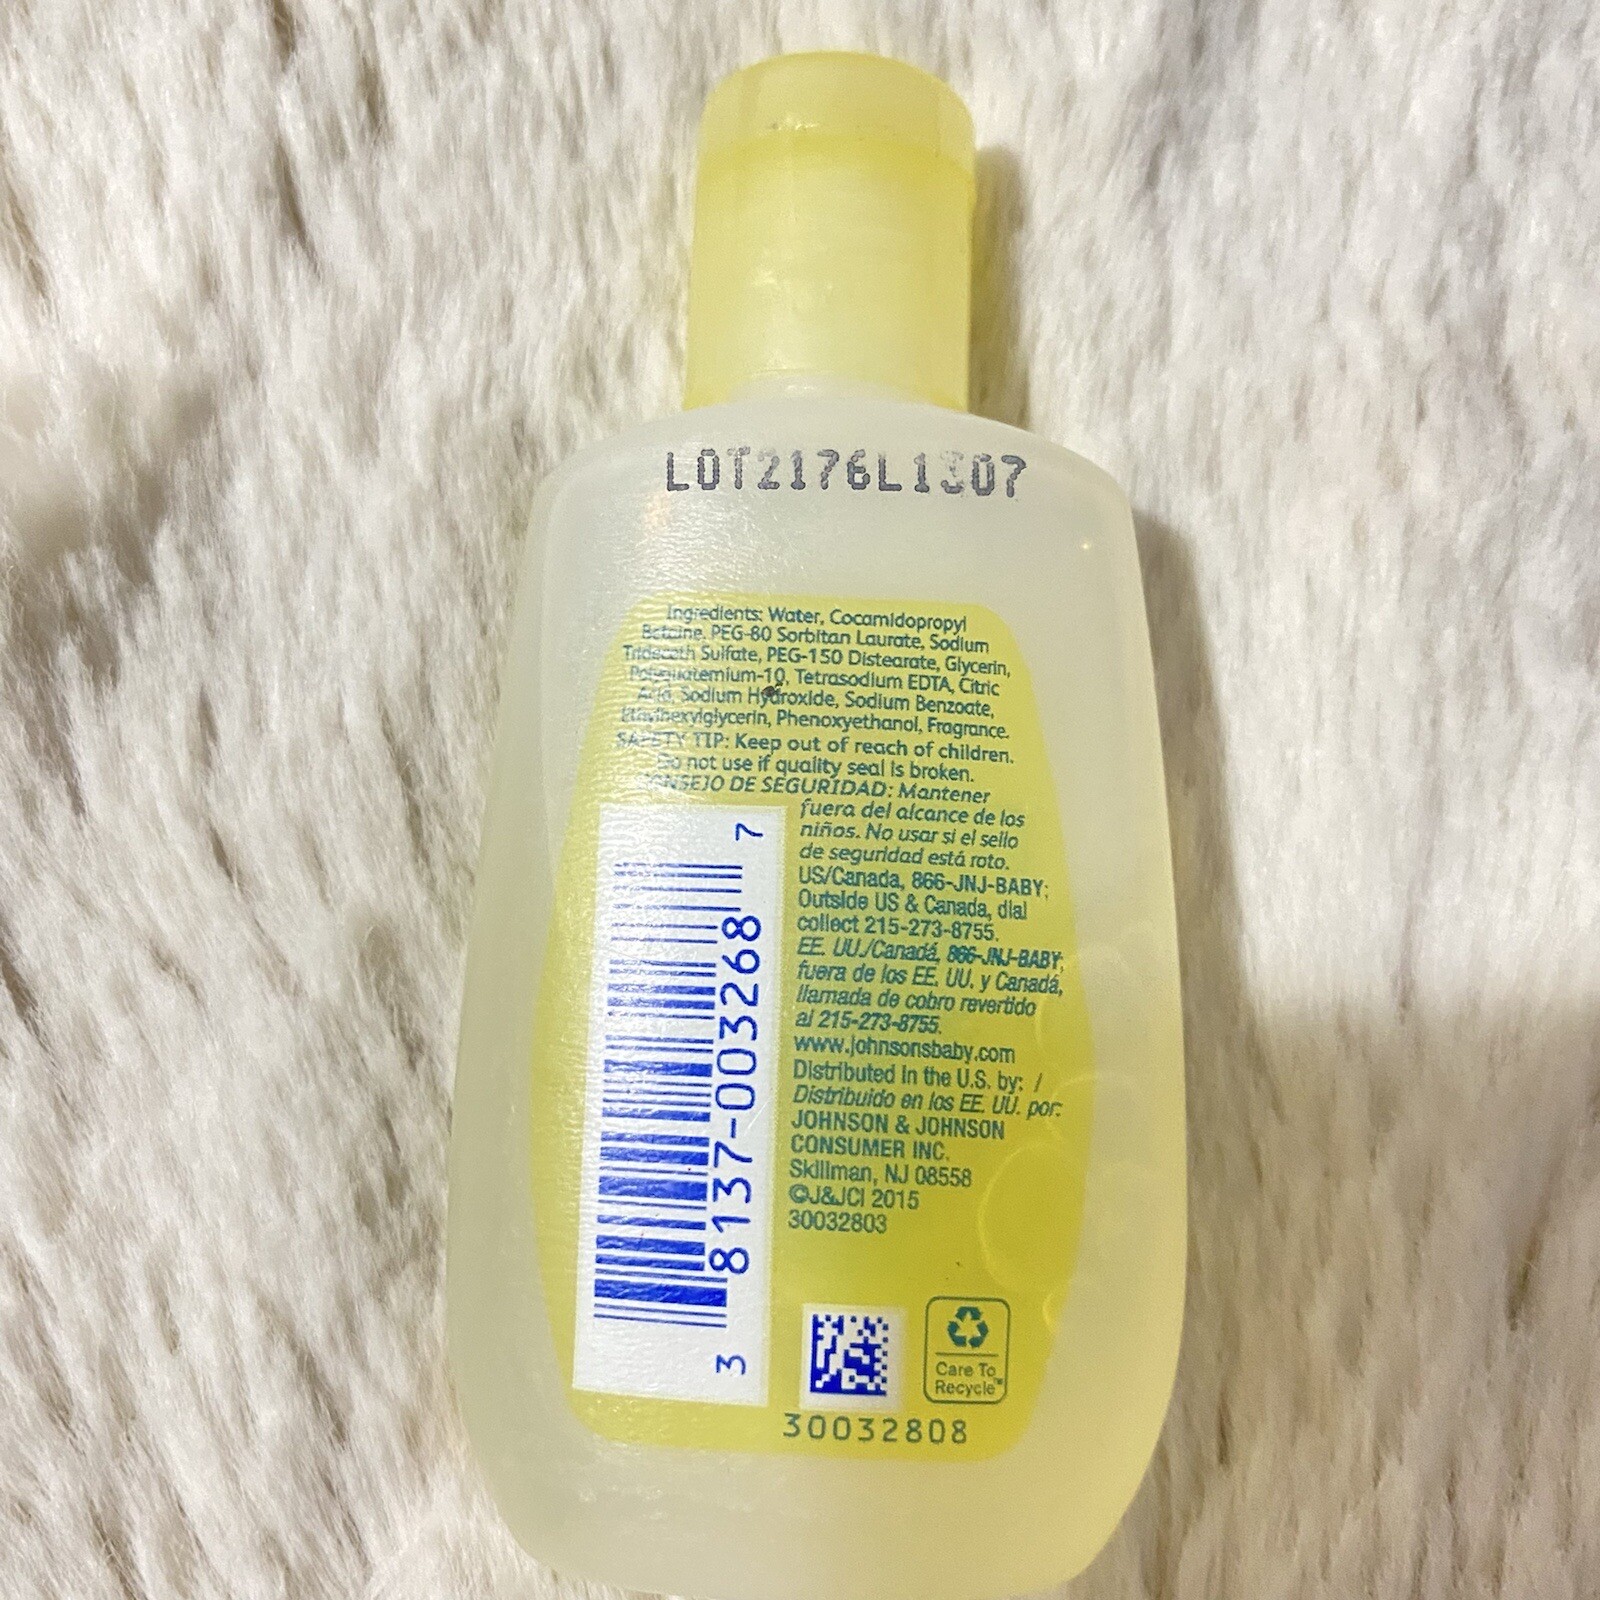 LOT2176L1307
Ingredients: Water, Cocamidopropyl
Betaine, PEG-80 Sorbitan Laurate, Sodium
Trideceth Sulfate, PEG-150 Distearate, Glycerin,
Polyquaternium-10, Tetrasodium EDTA, Citric
Acid, Sodium Hydroxide, Sodium Benzoate,
Ethylhexylglycerin, Phenoxyethanol, Fragrance.
SAFETY TIP: Keep out of reach of children.
Do not use if quality seal is broken.
CONSEJO DE SEGURIDAD: Mantener
fuera del alcance de los
niños. No usar si el sello
de seguridad está roto.
US/Canada, 866-JNJ-BABY;
Outside US & Canada, dial
collect 215-273-8755.
EE. UU./Canadá, 866-JNJ-BABY;
fuera de los EE. UU. y Canadá,
llamada de cobro revertido
al 215-273-8755.
www.johnsonsbaby.com
Distributed in the U.S. by: /
Distribuido en los EE. UU. por:
JOHNSON & JOHNSON
CONSUMER INC.
Skillman, NJ 08558
©J&JCI 2015
30032803
3 8137-003268 7
Care To
Recycle™
30032808